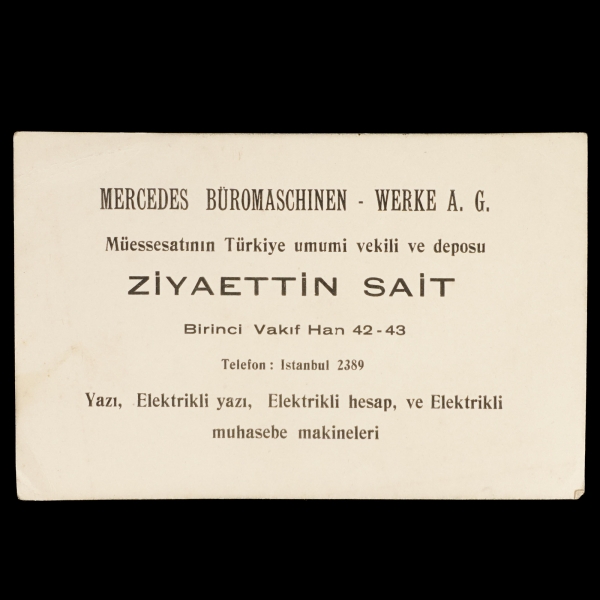 MERCEDES BÜROMASCHINEN - WERKE A. G.
Müessesatının Türkiye umumi vekili ve deposu
ZİYAETTİN SAİT
Birinci Vakıf Han 42-43
Telefon: Istanbul 2389
Yazı, Elektrikli yazı, Elektrikli hesap, ve Elektrikli
muhasebe makineleri